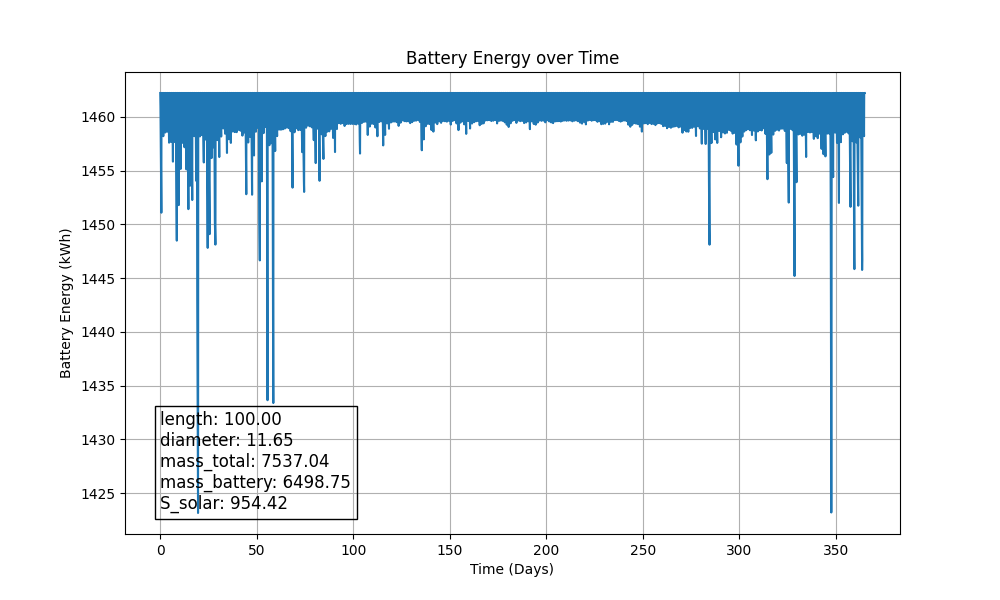 Battery Energy over Time
Battery Energy (kWh)
1460
1455
1450
1445
1440
1435
1430
1425
length: 100.00
diameter: 11.65
mass_total: 7537.04
mass_battery: 6498.75
S_solar: 954.42
0 50 100 150 200 250 300 350
Time (Days)